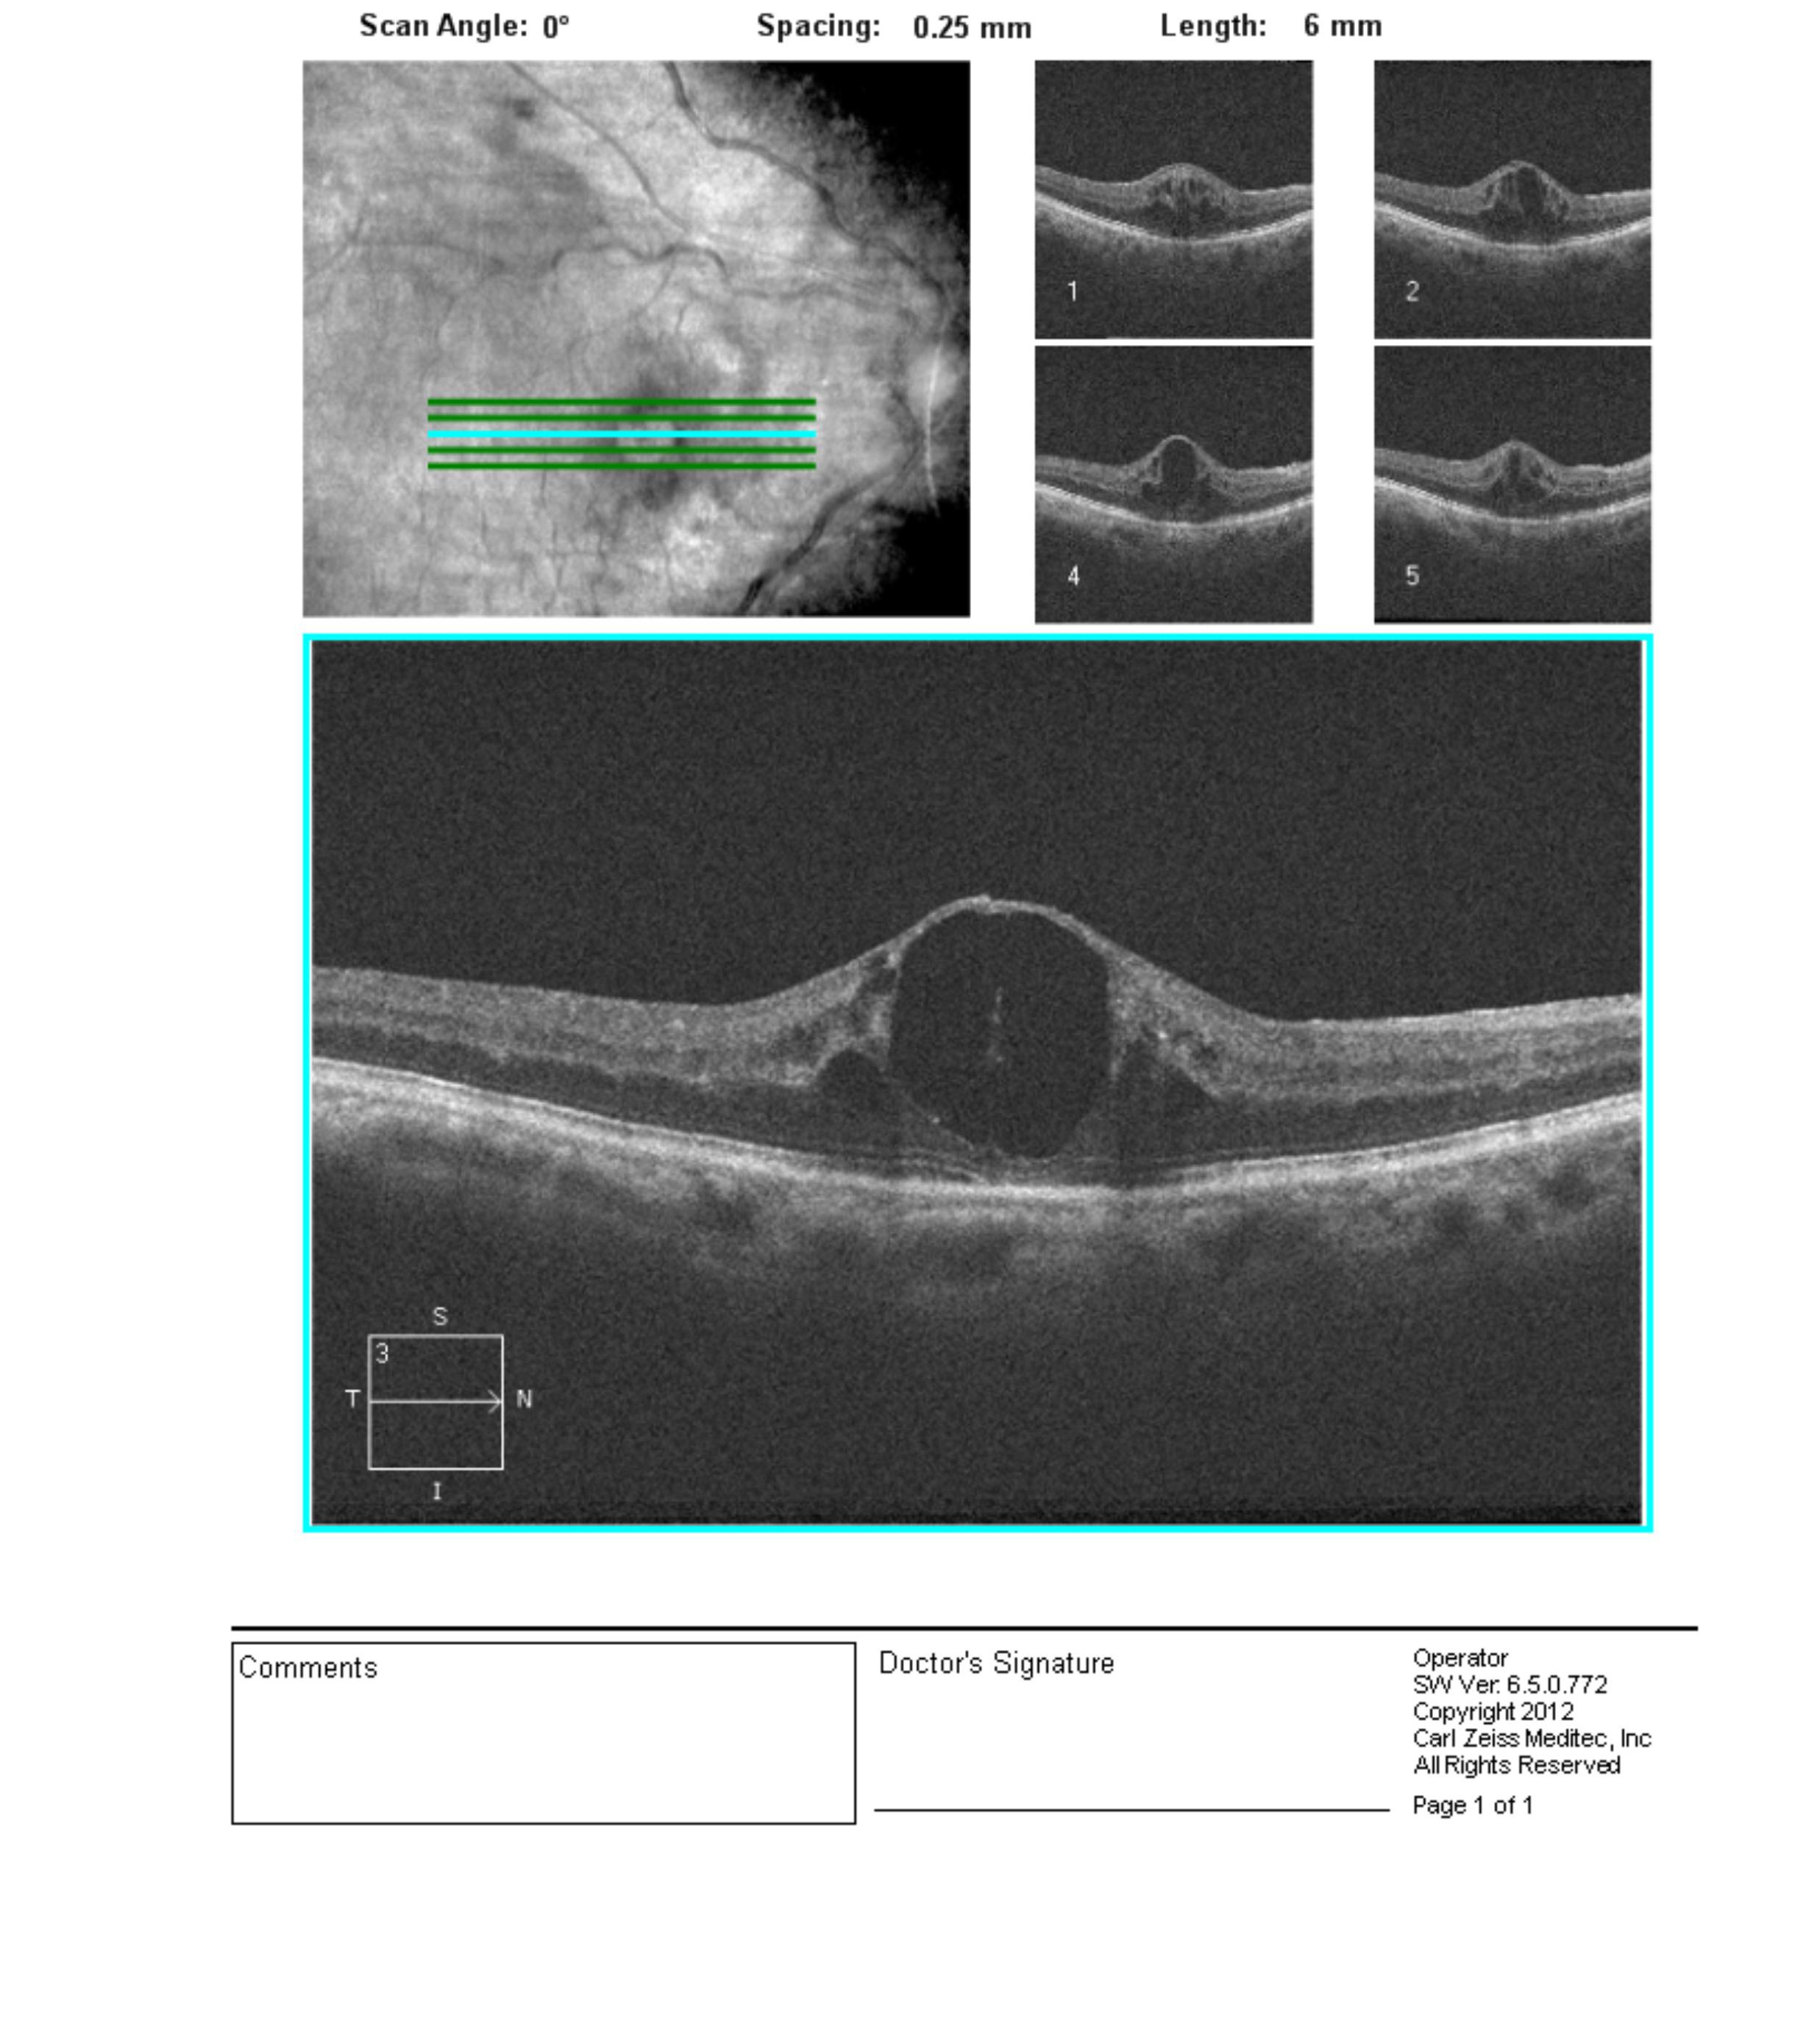 Scan Angle: 0° Spacing: 0.25 mm Length: 6 mm
1
2
4
5
S
3
T N
I
Comments
Doctor's Signature
Operator
SW Ver: 6.5.0.772
Copyright 2012
Carl Zeiss Meditec, Inc
All Rights Reserved
Page 1 of 1